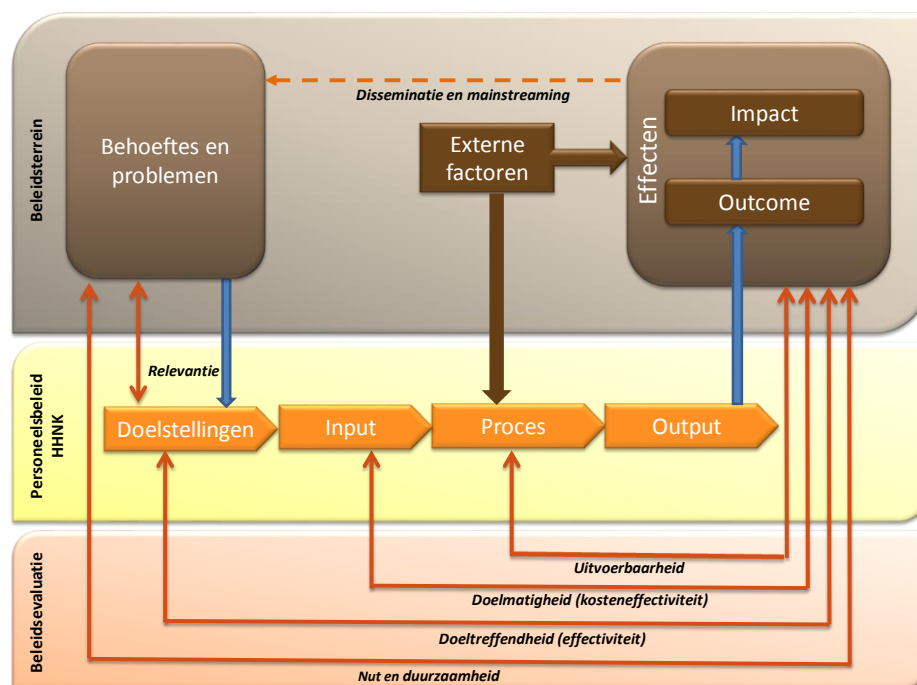 Beleidsterrein
Behoeftes en
problemen
Disseminatie en mainstreaming
Externe
factoren
Effecten
Impact
Outcome
Personeelsbeleid
HHNK
Relevantie
Doelstellingen
Input
Proces
Output
Beleidsevaluatie
Uitvoerbaarheid
Doelmatigheid (kosteneffectiviteit)
Doeltreffendheid (effectiviteit)
Nut en duurzaamheid